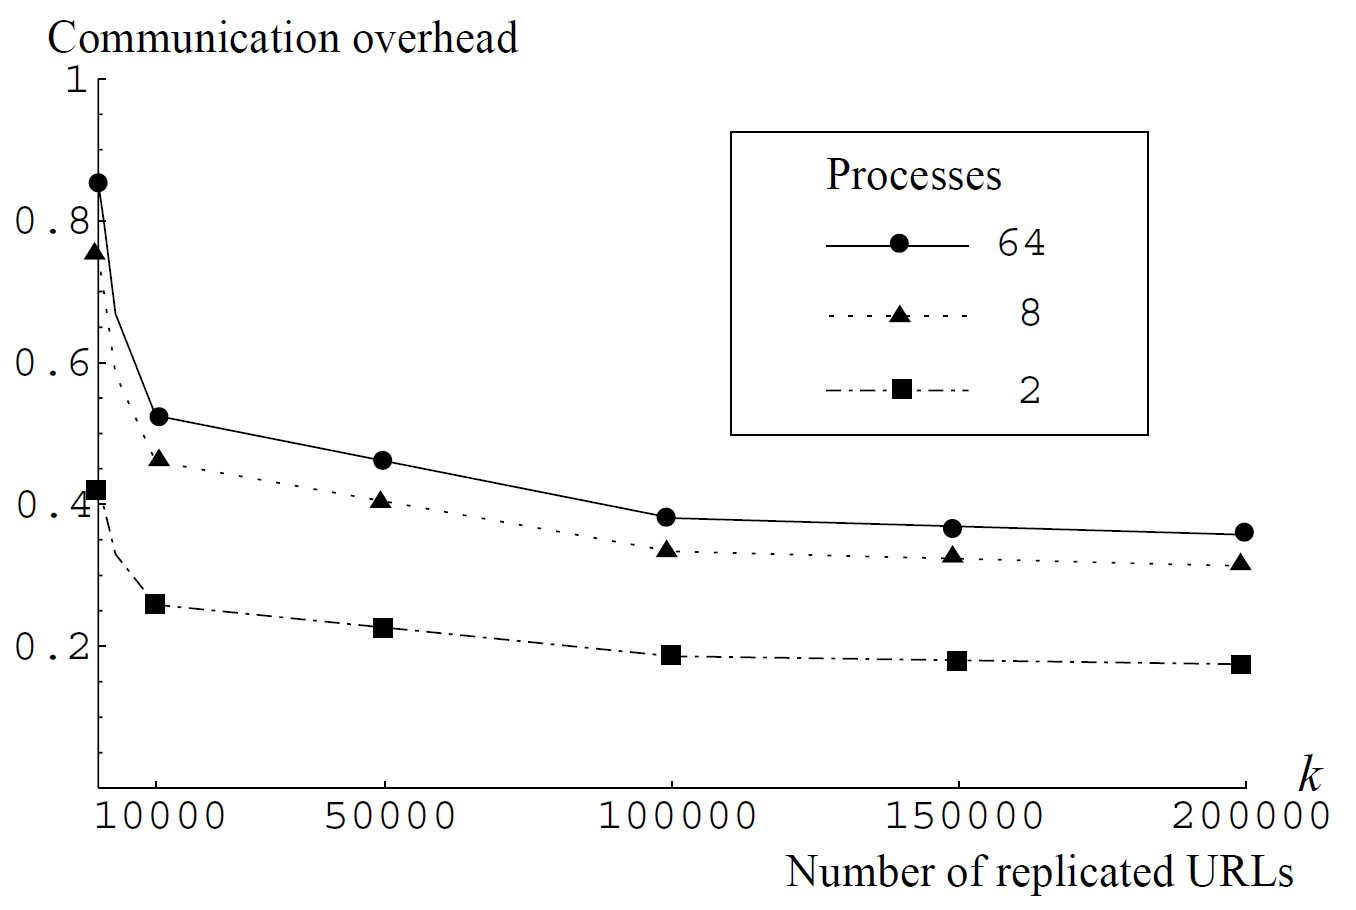 Communication overhead
1
0.8
0.6
0.4
0.2
Processes
64
8
2
k
10000 50000 100000 150000 200000
Number of replicated URLs